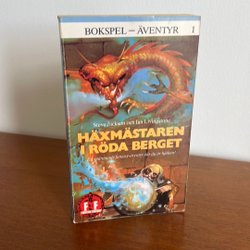 BOKSPEL – ÄVENTYR 1
Steve Jackson och Ian Livingstone
HÄXMÄSTAREN
I RÖDA BERGET
F F